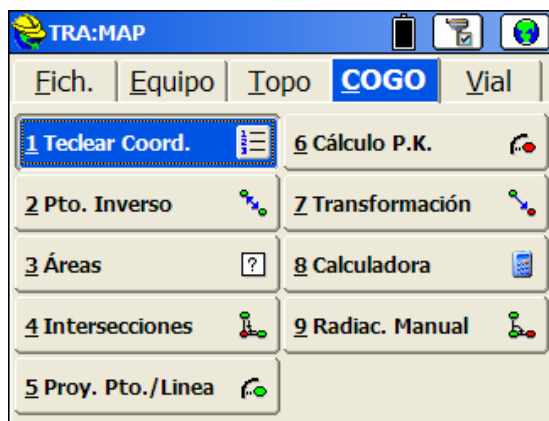 TRA:MAP
Fich. Equipo Topo COGO Vial
1 Teclear Coord.
6 Cálculo P.K.
2 Pto. Inverso
7 Transformación
3 Áreas
?
8 Calculadora
4 Intersecciones
9 Radiac. Manual
5 Proy. Pto./Linea